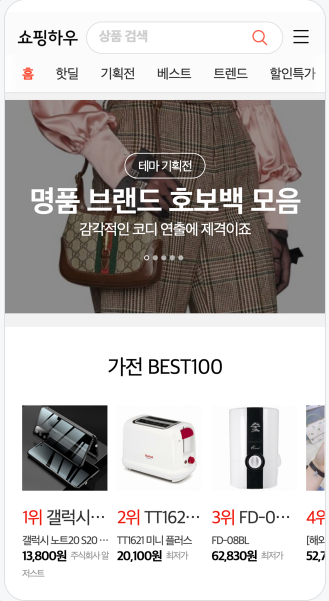 쇼핑하우
상품 검색
홈 핫딜 기획전 베스트 트렌드 할인특가
테마 기획전
명품 브랜드 호보백 모음
감각적인 코디 연출에 제격이죠
가전 BEST100
1위 갤럭시… 2위 TT162… 3위 FD-0… 4위
갤럭시 노트20 S20 … TT1621 미니 플러스 FD-08BL [해외
13,800원 주식회사 알 20,100원 최저가 62,830원 최저가 52,7
저스트